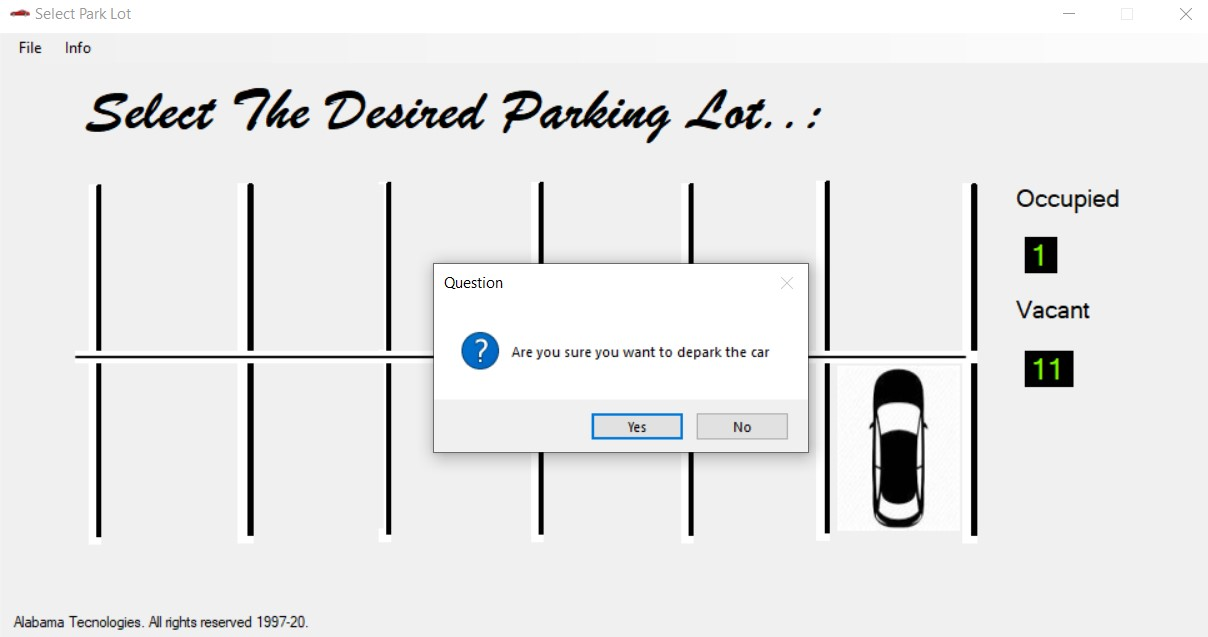 Select Park Lot
File Info
Select The Desired Parking Lot..:
Occupied
1
Vacant
11
Question
?
Are you sure you want to depark the car
Yes No
Alabama Tecnologies. All rights reserved 1997-20.